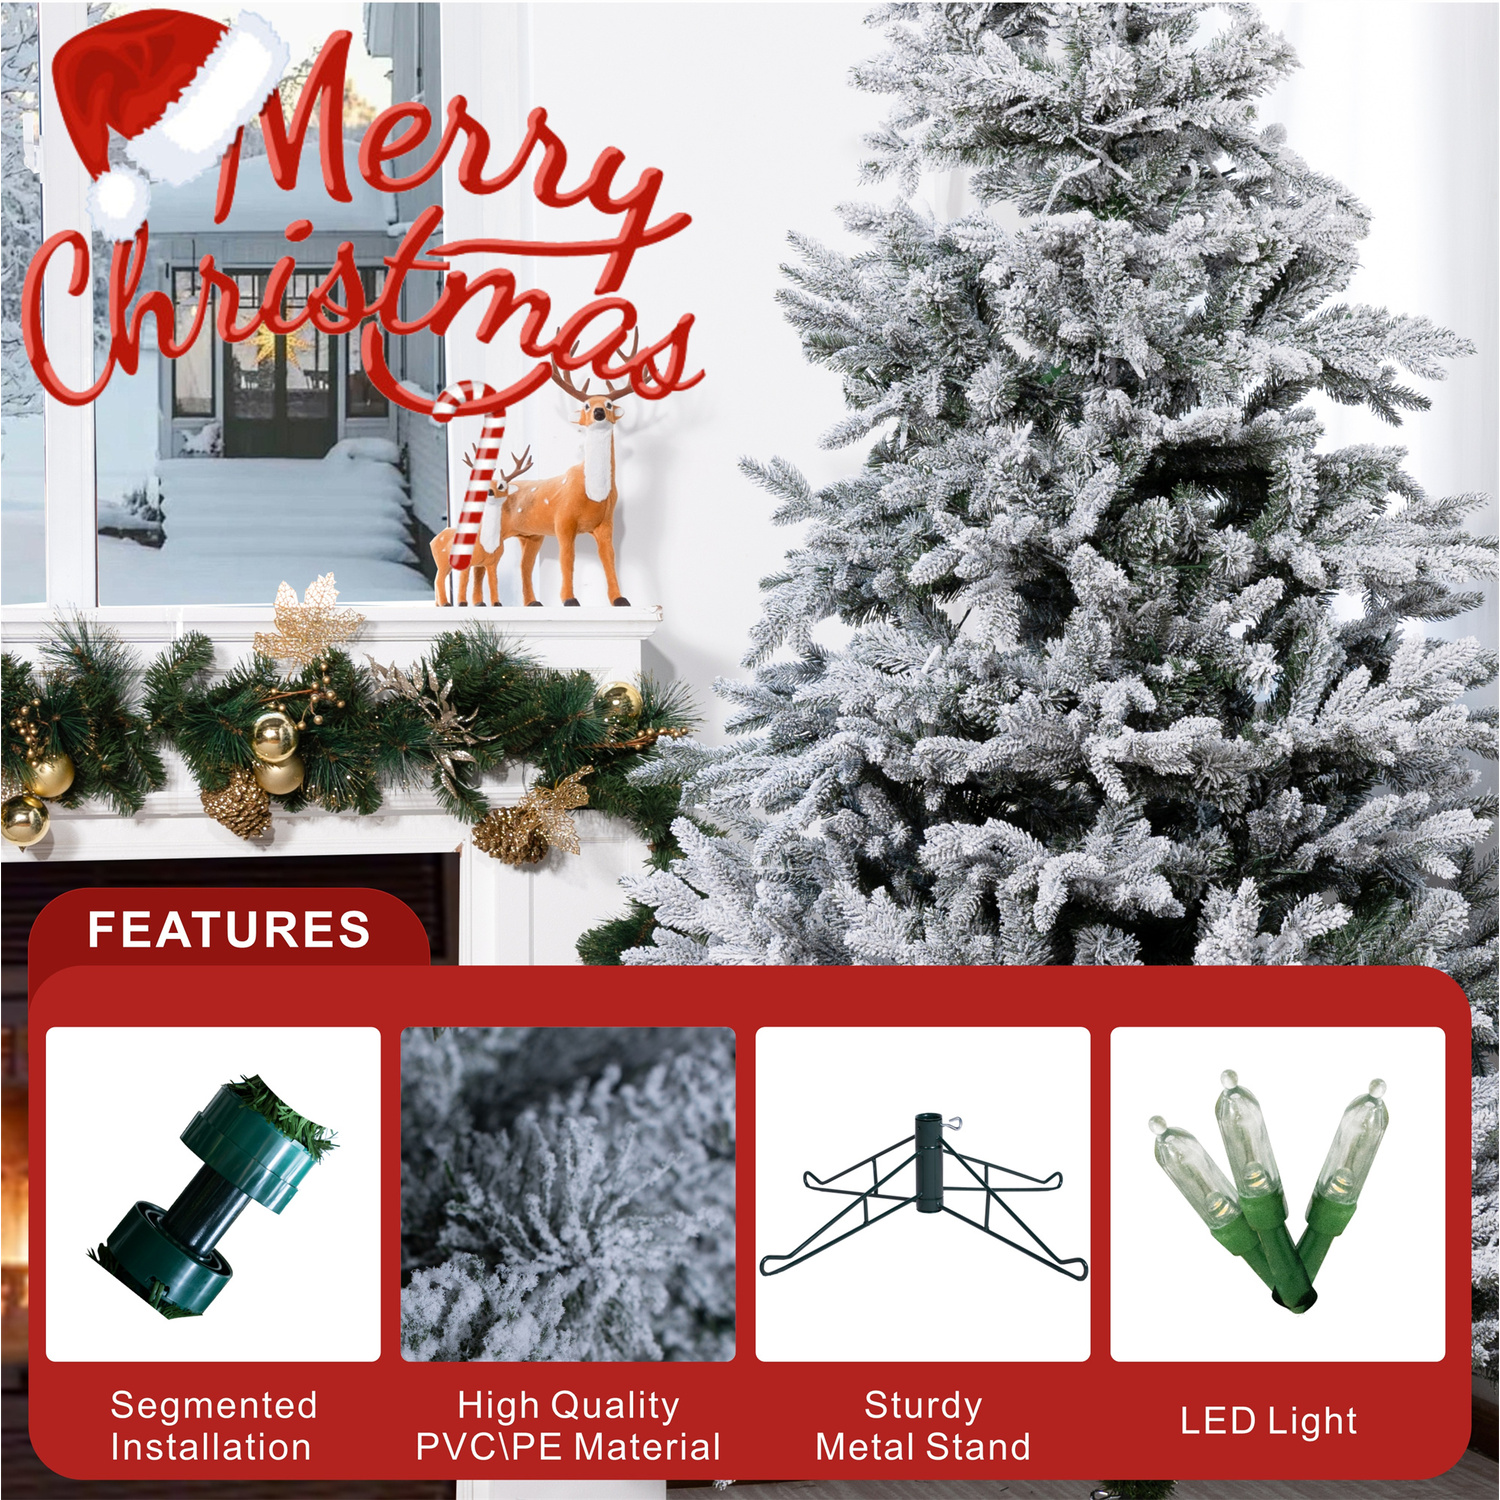 Merry
Christmas
FEATURES
Segmented
Installation
High Quality
PVC\PE Material
Sturdy
Metal Stand
LED Light